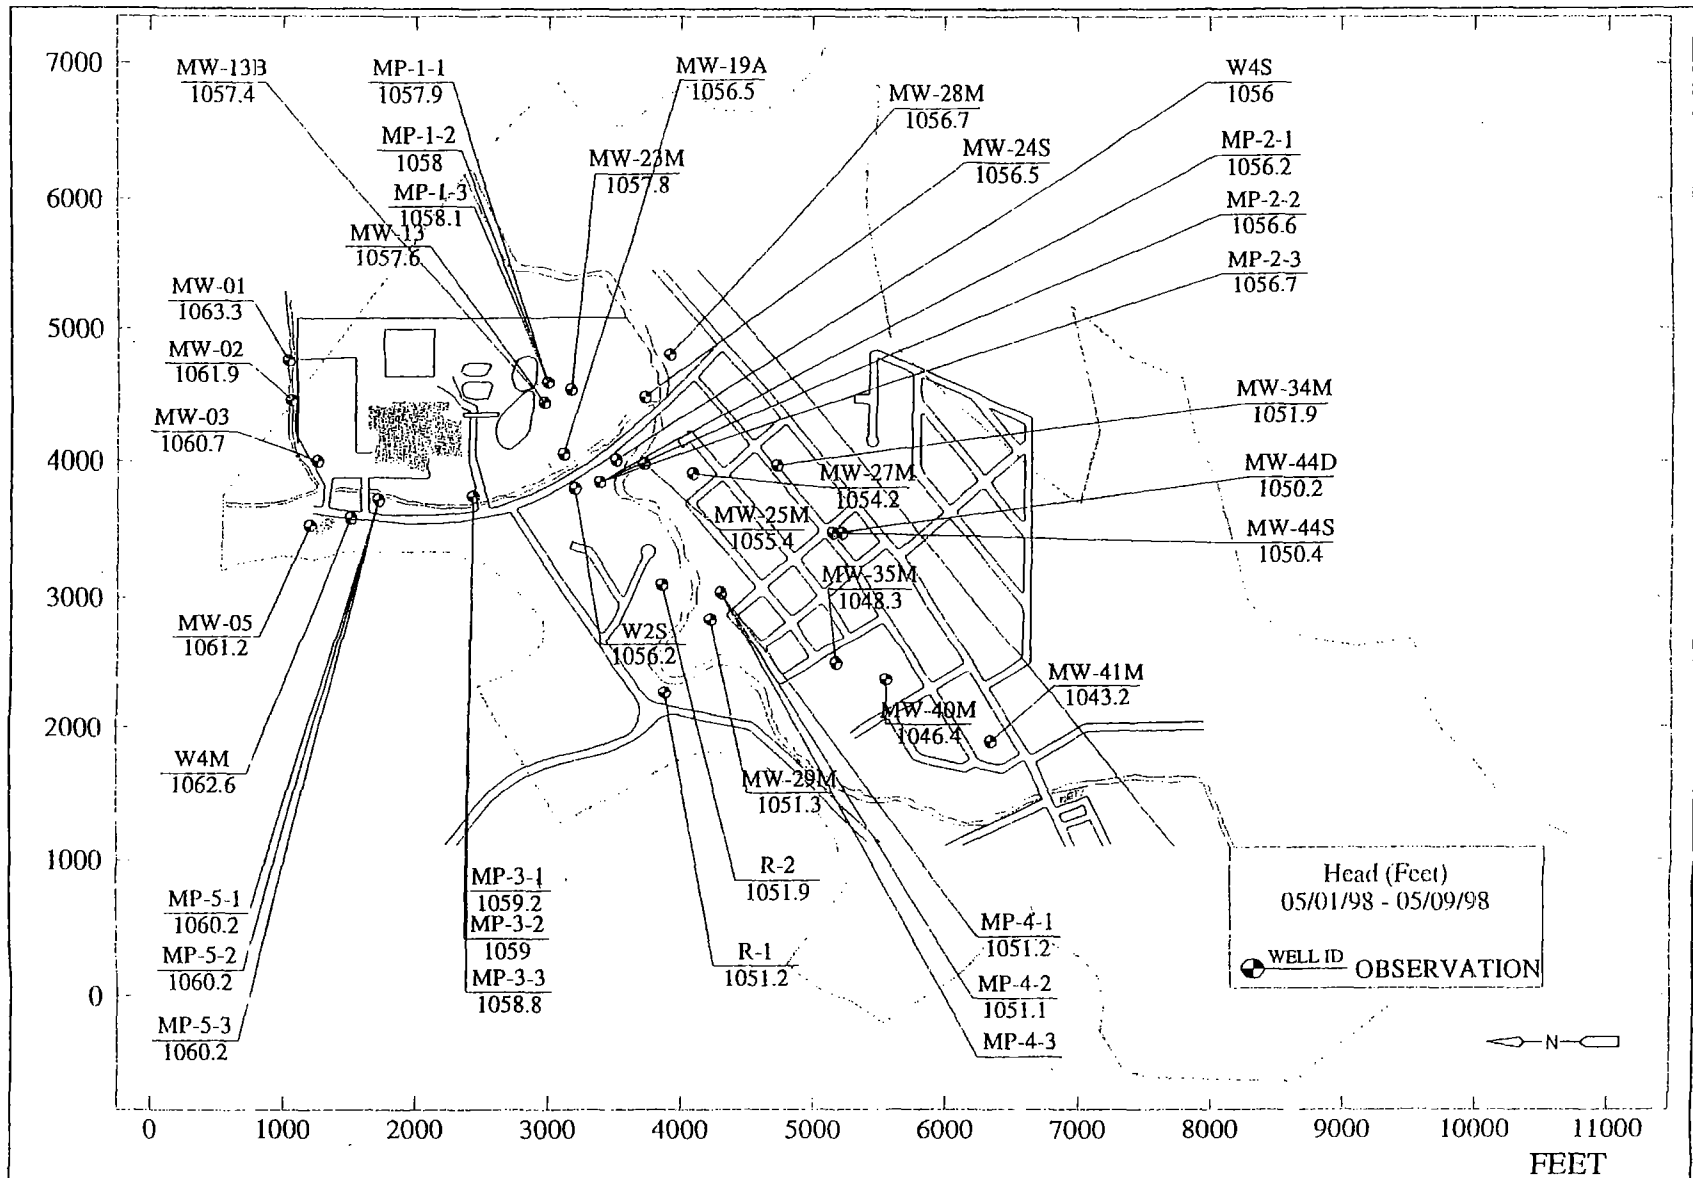 7000
6000
5000
4000
3000
2000
1000
0
0
1000
2000
3000
4000
5000
6000
7000
8000
9000
10000
11000
FEET
MW-13B
1057.4
MP-1-1
1057.9
MP-1-2
1058
MP-1-3
1058.1
MW-13
1057.6
MW-23M
1057.8
MW-19A
1056.5
MW-28M
1056.7
MW-24S
1056.5
W4S
1056
MP-2-1
1056.2
MP-2-2
1056.6
MP-2-3
1056.7
MW-01
1063.3
MW-02
1061.9
MW-03
1060.7
MW-05
1061.2
W4M
1062.6
MP-5-1
1060.2
MP-5-2
1060.2
MP-5-3
1060.2
MP-3-1
1059.2
MP-3-2
1059
MP-3-3
1058.8
W2S
1056.2
MW-34M
1051.9
MW-27M
1054.2
MW-44D
1050.2
MW-25M
1055.4
MW-44S
1050.4
MW-35M
1048.3
MW-41M
1043.2
MW-40M
1046.4
MW-29M
1051.3
R-2
1051.9
R-1
1051.2
MP-4-1
1051.2
MP-4-2
1051.1
MP-4-3
Head (Feet)
05/01/98 - 05/09/98
WELL ID
OBSERVATION
N